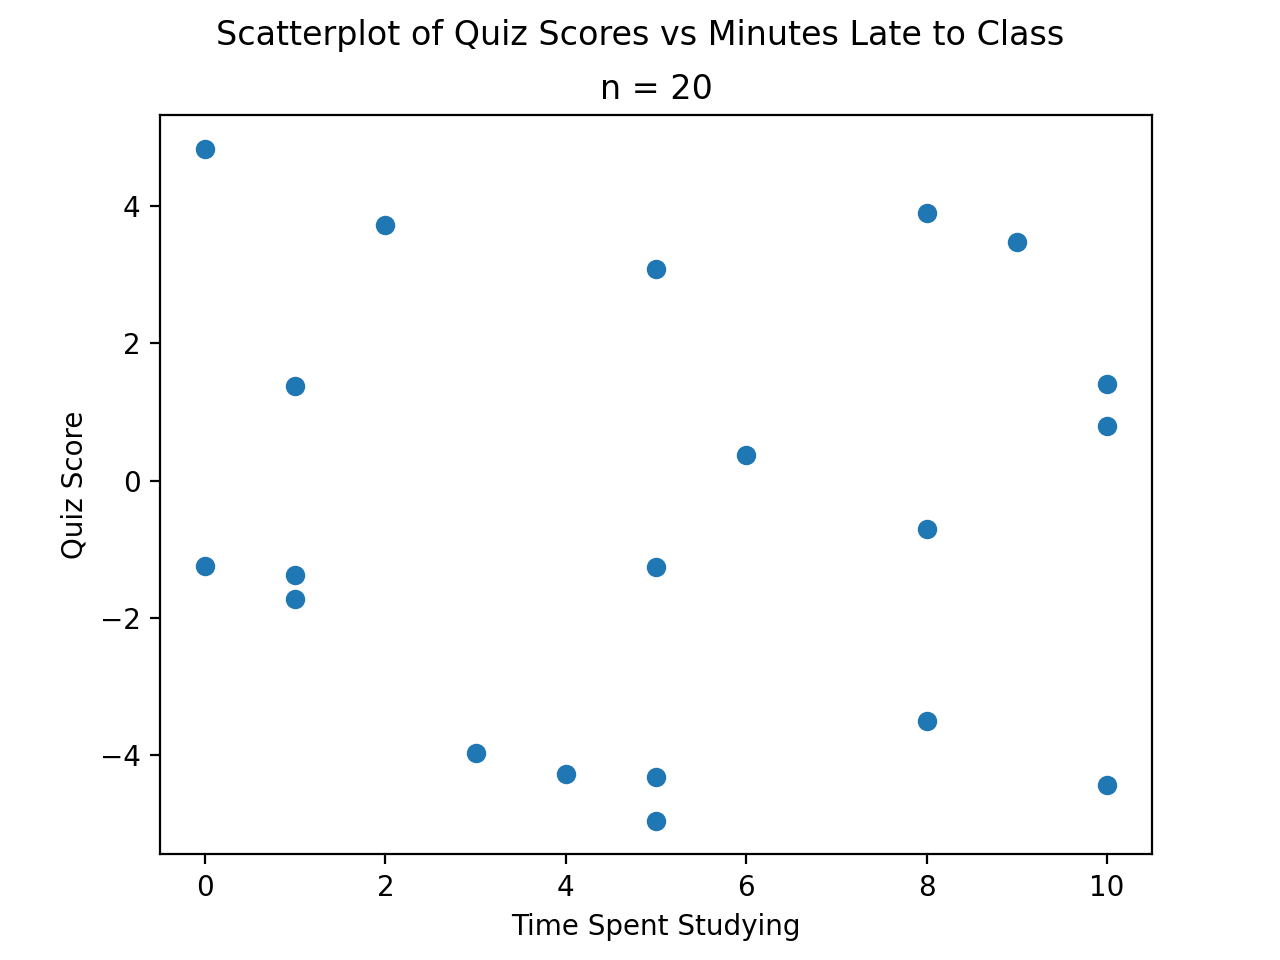 Scatterplot of Quiz Scores vs Minutes Late to Class
n = 20
4
2
0
−2
−4
Quiz Score
0 2 4 6 8 10
Time Spent Studying